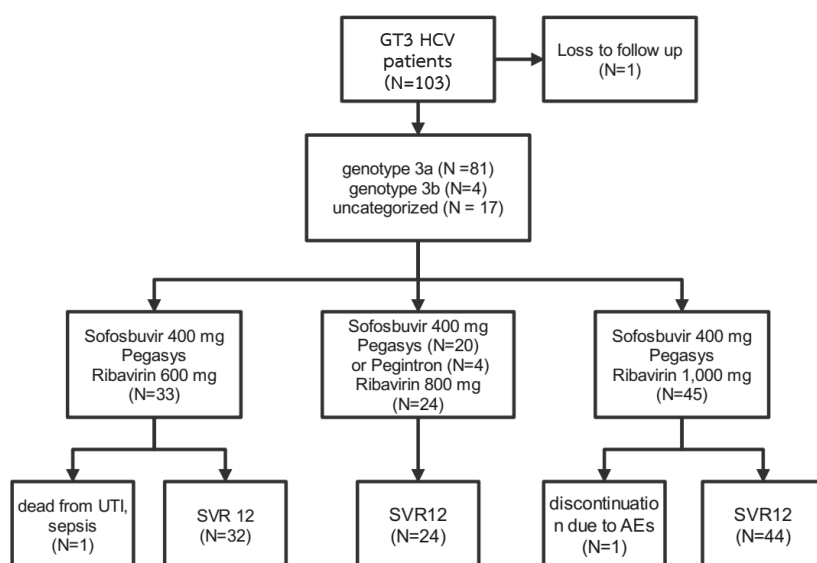 GT3 HCV
patients
(N=103)
Loss to follow up
(N=1)
genotype 3a (N =81)
genotype 3b (N=4)
uncategorized (N = 17)
Sofosbuvir 400 mg
Pegasys
Ribavirin 600 mg
(N=33)
Sofosbuvir 400 mg
Pegasys (N=20)
or Pegintron (N=4)
Ribavirin 800 mg
(N=24)
Sofosbuvir 400 mg
Pegasys
Ribavirin 1,000 mg
(N=45)
dead from UTI,
sepsis
(N=1)
SVR 12
(N=32)
SVR12
(N=24)
discontinuatio
n due to AEs
(N=1)
SVR12
(N=44)